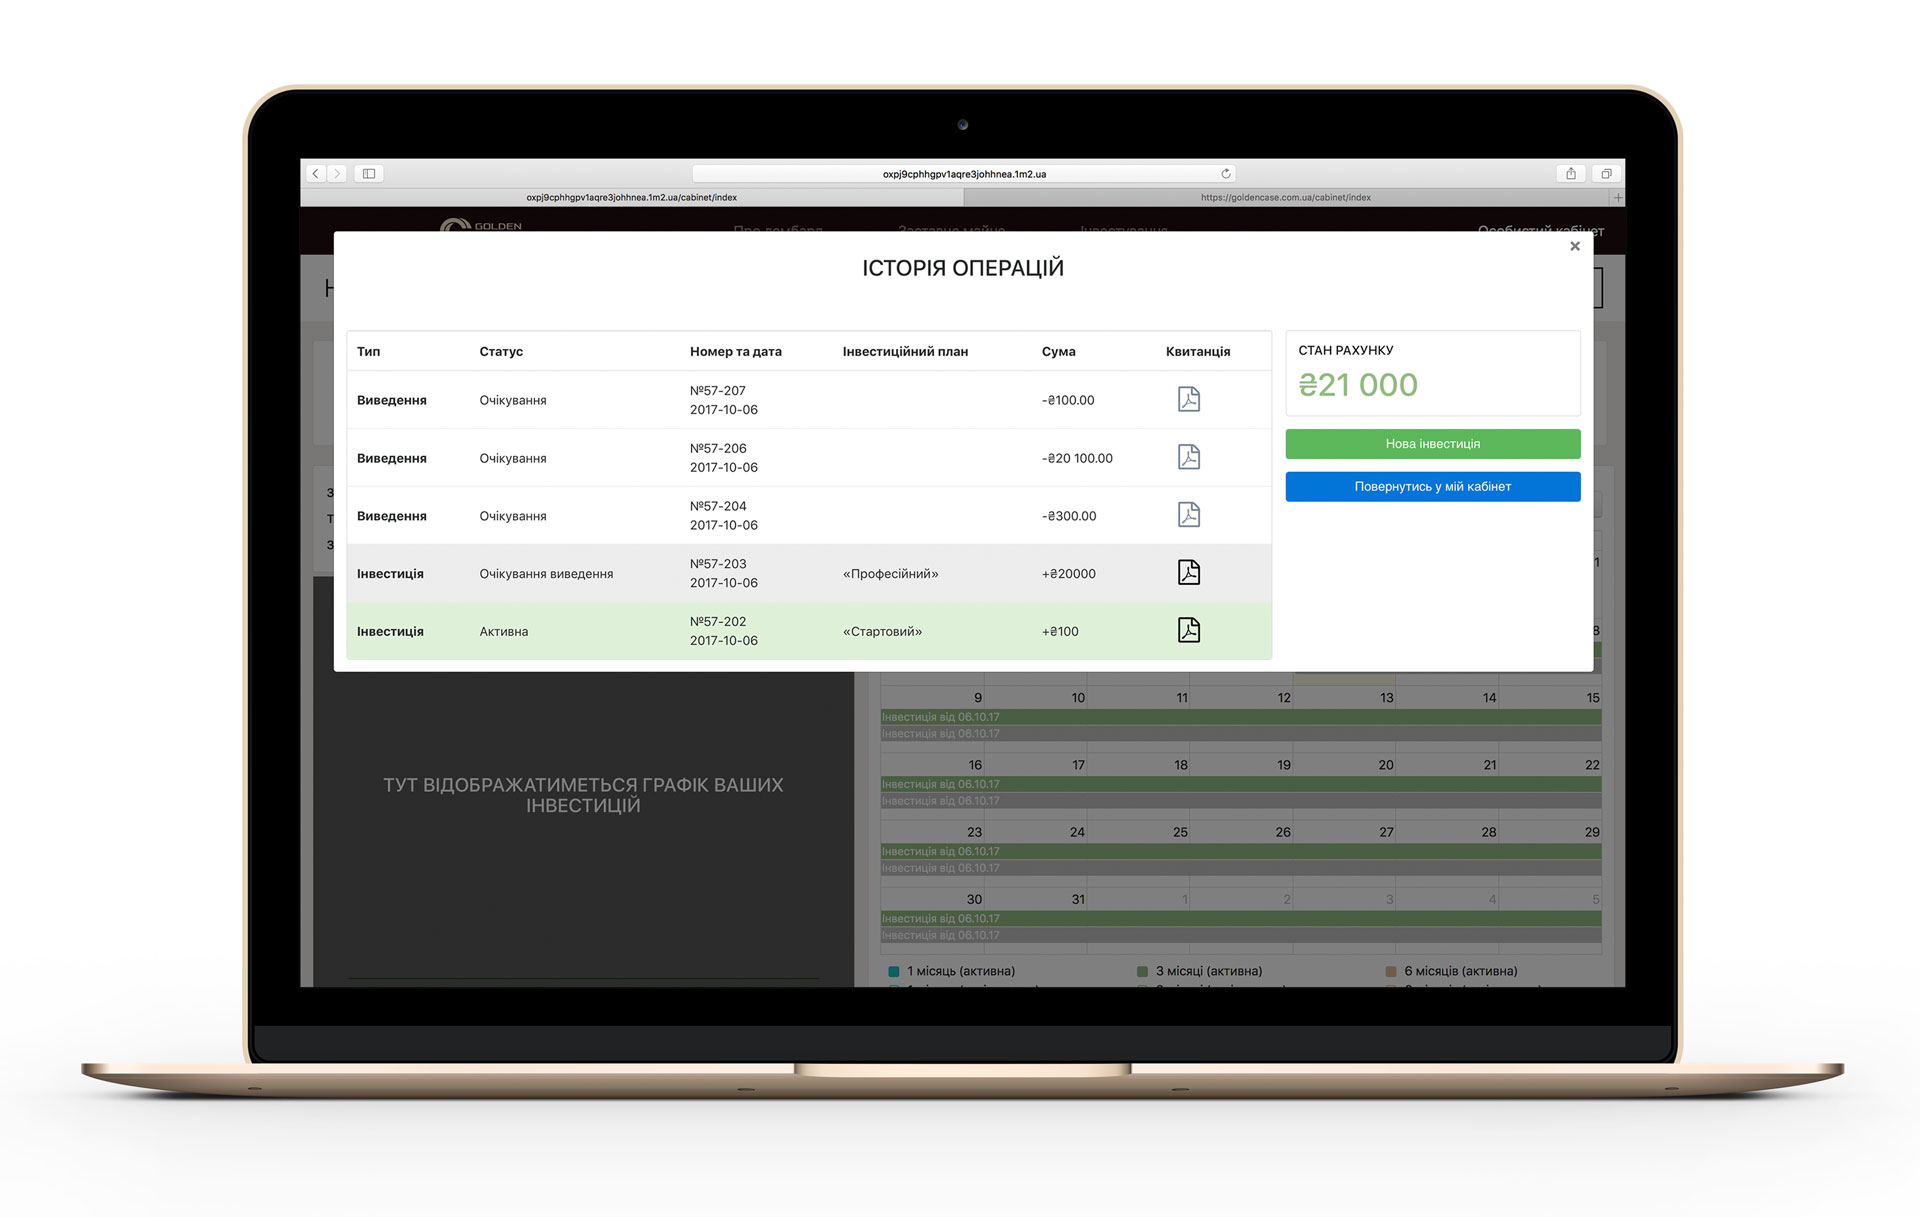 oxpj9cphhgpv1aqre3johhnea.1m2.ua
oxpj9cphhgpv1aqre3johhnea.1m2.ua/cabinet/index
https://goldencase.com.ua/cabinet/index
GOLDEN
Про ломбард
Заставне майно
Інвестування
Особистий кабінет
ІСТОРІЯ ОПЕРАЦІЙ
Тип Статус Номер та дата Інвестиційний план Сума Квитанція
Виведення Очікування №57-207 2017-10-06 -₴100.00
Виведення Очікування №57-206 2017-10-06 -₴20 100.00
Виведення Очікування №57-204 2017-10-06 -₴300.00
Інвестиція Очікування виведення №57-203 2017-10-06 «Професійний» +₴20000
Інвестиція Активна №57-202 2017-10-06 «Стартовий» +₴100
СТАН РАХУНКУ
₴21 000
Нова інвестиція
Повернутись у мій кабінет
ТУТ ВІДОБРАЖАТИМЕТЬСЯ ГРАФІК ВАШИХ
ІНВЕСТИЦІЙ
9 10 11 12 13 14 15
Інвестиція від 06.10.17
Інвестиція від 06.10.17
16 17 18 19 20 21 22
Інвестиція від 06.10.17
Інвестиція від 06.10.17
23 24 25 26 27 28 29
Інвестиція від 06.10.17
Інвестиція від 06.10.17
30 31 1 2 3 4 5
Інвестиція від 06.10.17
Інвестиція від 06.10.17
1 місяць (активна) 3 місяці (активна) 6 місяців (активна)